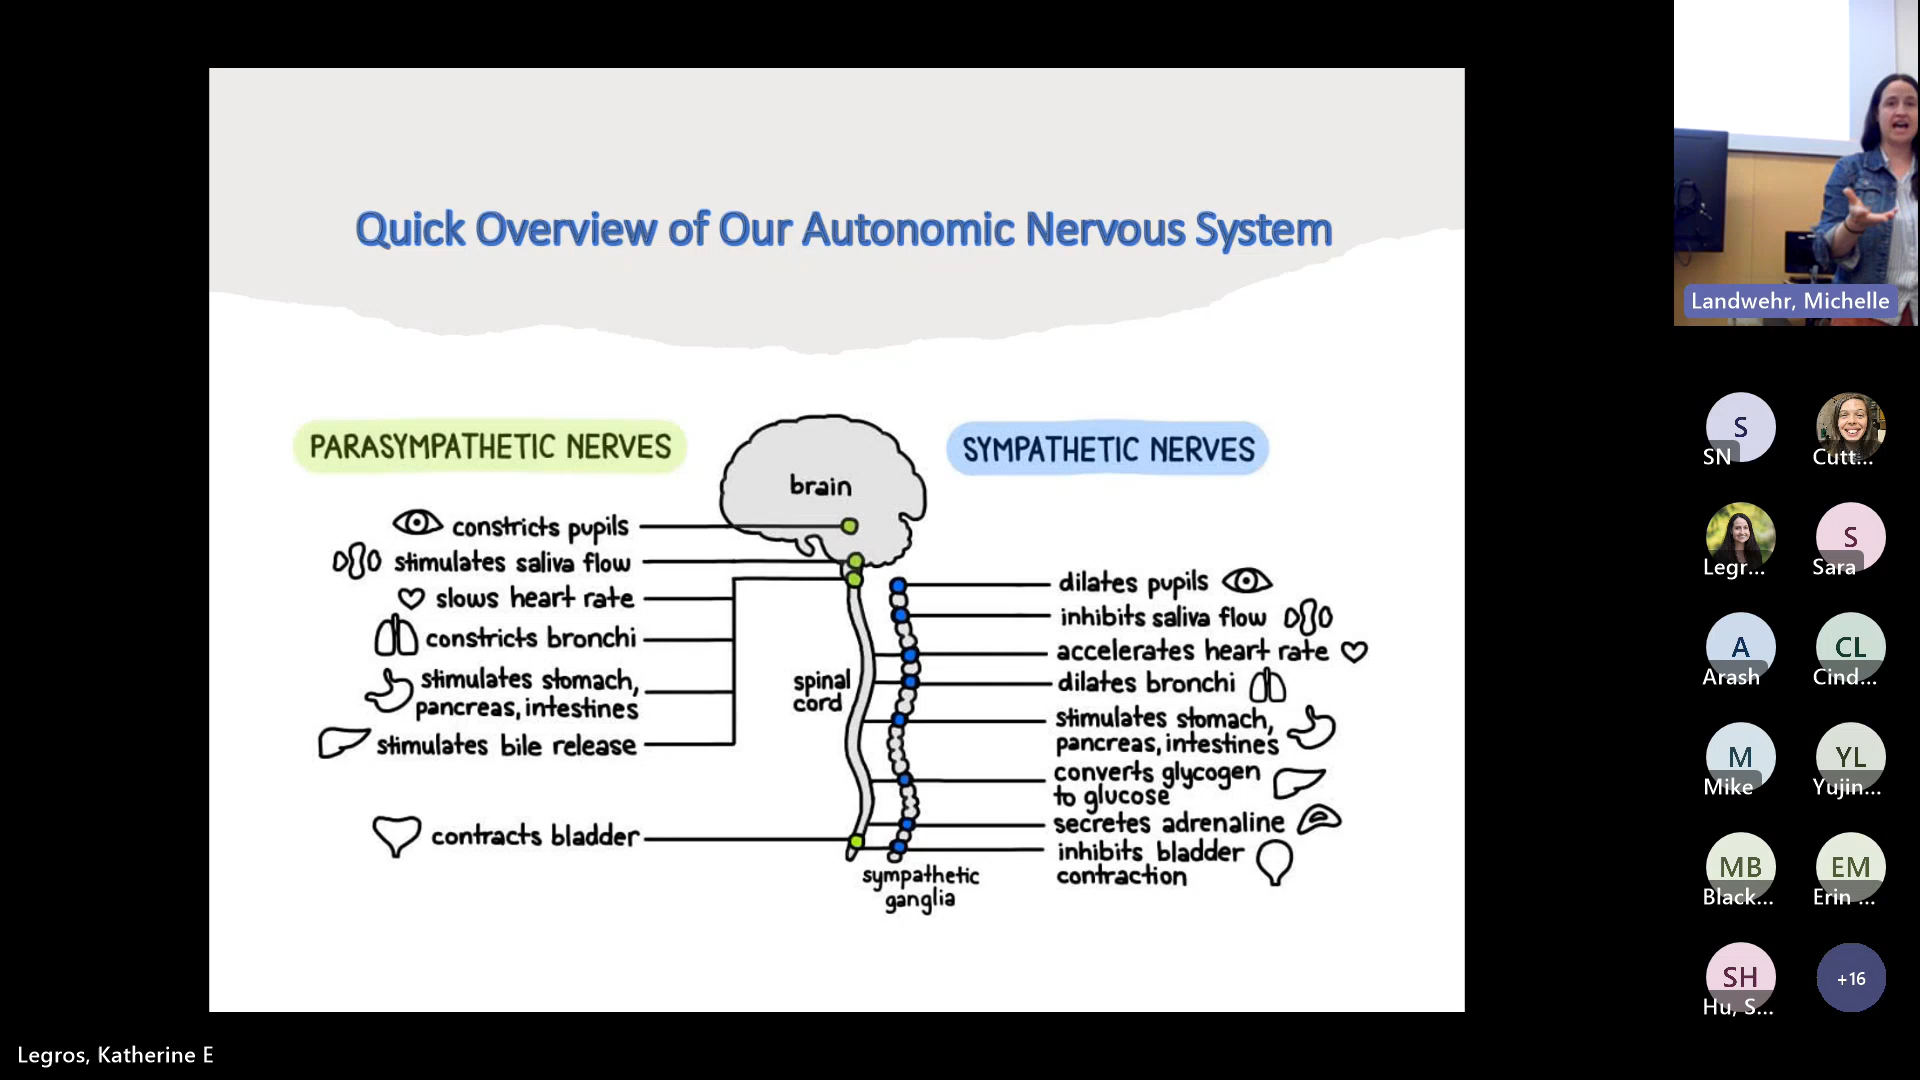 Quick Overview of Our Autonomic Nervous System
PARASYMPATHETIC NERVES
brain
SYMPATHETIC NERVES
constricts pupils
stimulates saliva flow
slows heart rate
constricts bronchi
stimulates stomach,
pancreas, intestines
stimulates bile release
contracts bladder
spinal
cord
sympathetic
ganglia
dilates pupils
inhibits saliva flow
accelerates heart rate
dilates bronchi
stimulates stomach,
pancreas, intestines
converts glycogen
to glucose
secretes adrenaline
inhibits bladder
contraction
Landwehr, Michelle
S
SN
Cutt...
Legr...
S
Sara
A
Arash
CL
Cind...
M
Mike
YL
Yujin...
MB
Black...
EM
Erin ...
SH
Hu, S...
+16
Legros, Katherine E